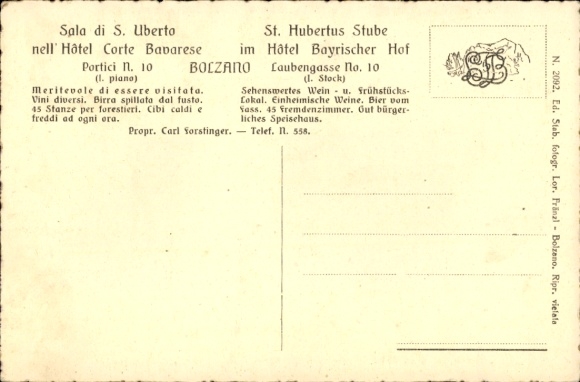 Sala di S. Uberto
nell' Hôtel Corte Bavarese
Portici N. 10
(I. piano)
BOLZANO
St. Hubertus Stube
im Hôtel Bayrischer Hof
Laubengasse No. 10
(I. Stock)
Meritevole di essere visitata.
Vini diversi. Birra spillata dal fusto.
45 Stanze per forestieri. Cibi caldi e
freddi ad ogni ora.
Sehenswertes Wein - u. Frühstücks-
Lokal. Einheimische Weine. Bier vom
Fass. 45 Fremdenzimmer. Gut bürger-
liches Speisehaus.
Propr. Carl Forstinger. — Telef. N. 558.
N. 2092. Ed. Stab. fotogr. Lor. Fränzl - Bolzano. Ripr. vietata